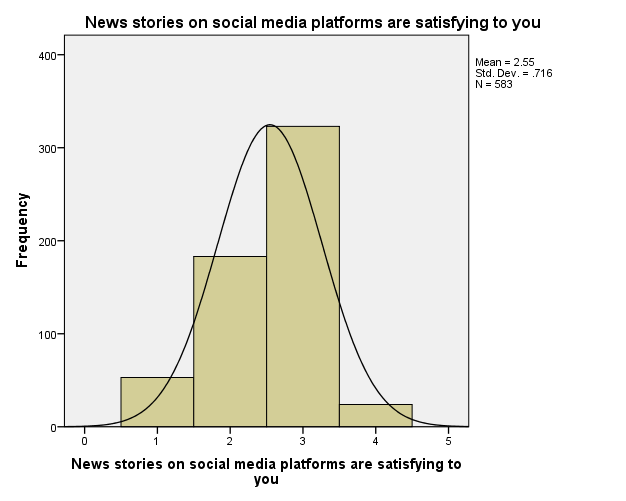 News stories on social media platforms are satisfying to you
Mean = 2.55
Std. Dev. = .716
N = 583
400
300
200
100
0
Frequency
0 1 2 3 4 5
News stories on social media platforms are satisfying to
you